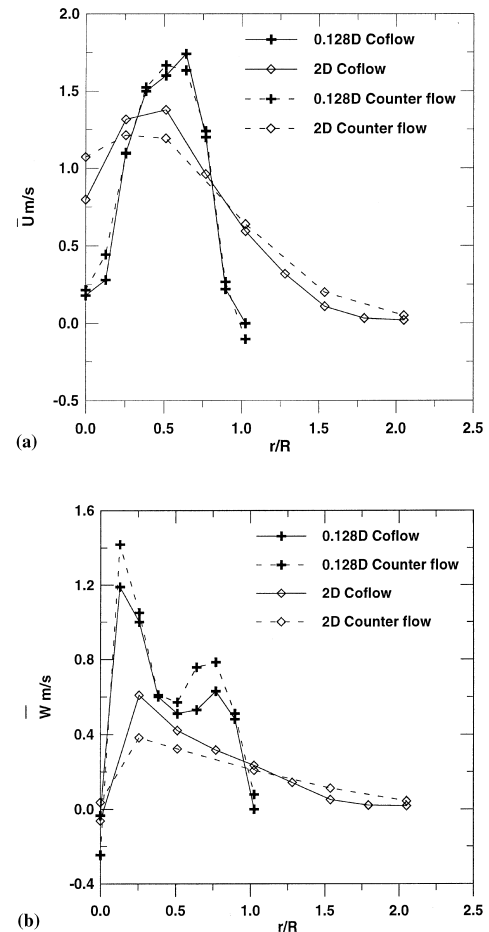 2.0
1.5
1.0
0.5
0.0
-0.5
U m/s
0.128D Coflow
2D Coflow
0.128D Counter flow
2D Counter flow
0.0 0.5 1.0 1.5 2.0 2.5
r/R
(a)
1.6
1.2
0.8
0.4
0.0
-0.4
W m/s
0.128D Coflow
0.128D Counter flow
2D Coflow
2D Counter flow
0.0 0.5 1.0 1.5 2.0 2.5
r/R
(b)